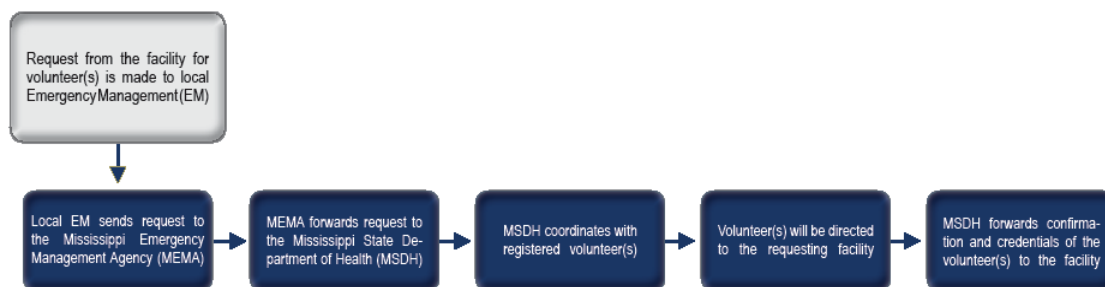 Request from the facility for
volunteer(s) is made to local
Emergency Management (EM)
Local EM sends request to
the Mississippi Emergency
Management Agency (MEMA)
MEMA forwards request to
the Mississippi State De-
partment of Health (MSDH)
MSDH coordinates with
registered volunteer(s)
Volunteer(s) will be directed
to the requesting facility
MSDH forwards confirma-
tion and credentials of the
volunteer(s) to the facility